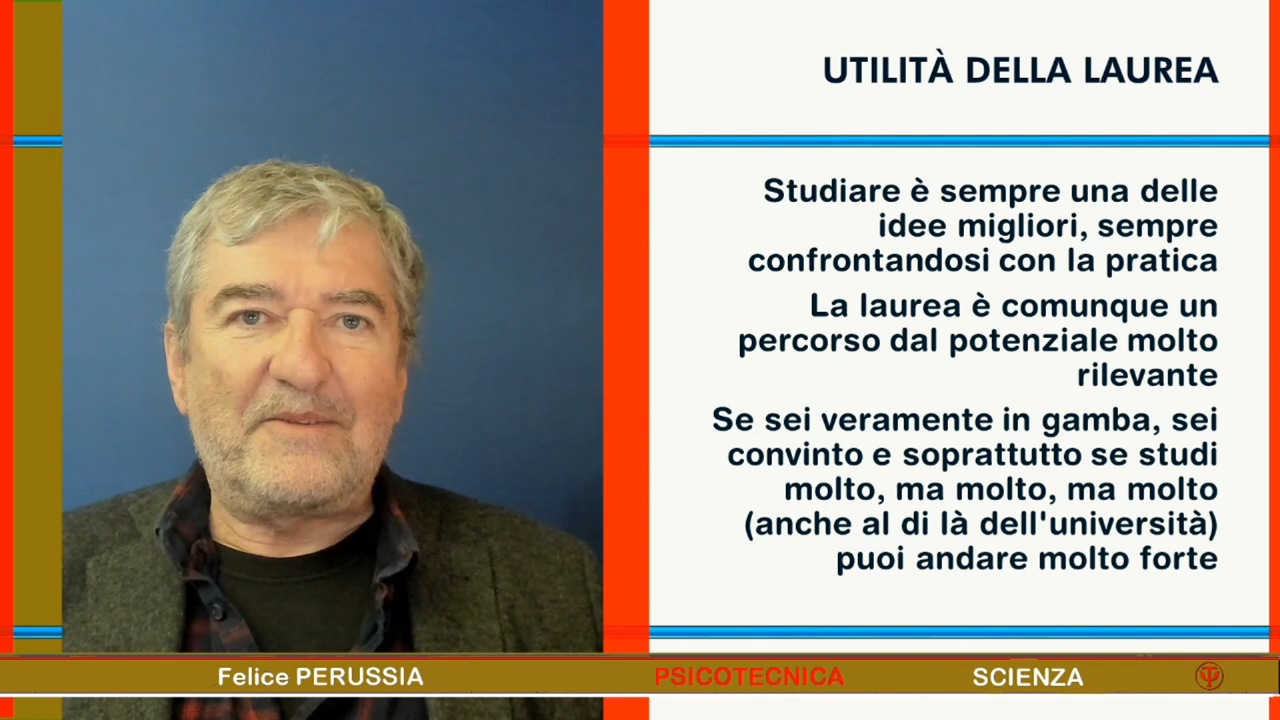 UTILITÀ DELLA LAUREA
Studiare è sempre una delle
idee migliori, sempre
confrontandosi con la pratica
La laurea è comunque un
percorso dal potenziale molto
rilevante
Se sei veramente in gamba, sei
convinto e soprattutto se studi
molto, ma molto, ma molto
(anche al di là dell'università)
puoi andare molto forte
Felice PERUSSIA PSICOTECNICA SCIENZA